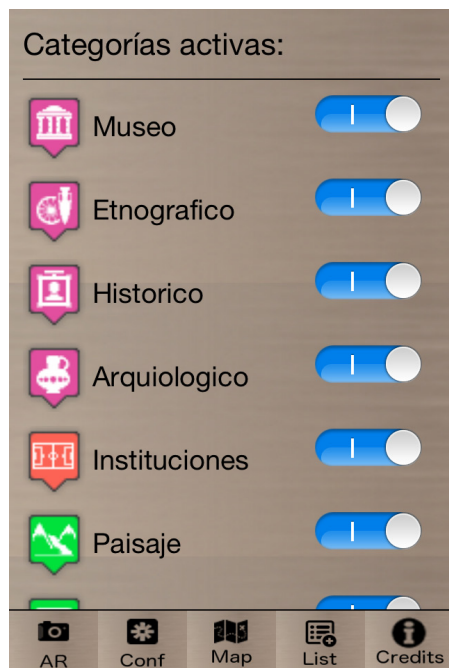 Categorías activas:
Museo
Etnografico
Historico
Arquiologico
Instituciones
Paisaje
AR
Conf
Map
List
Credits